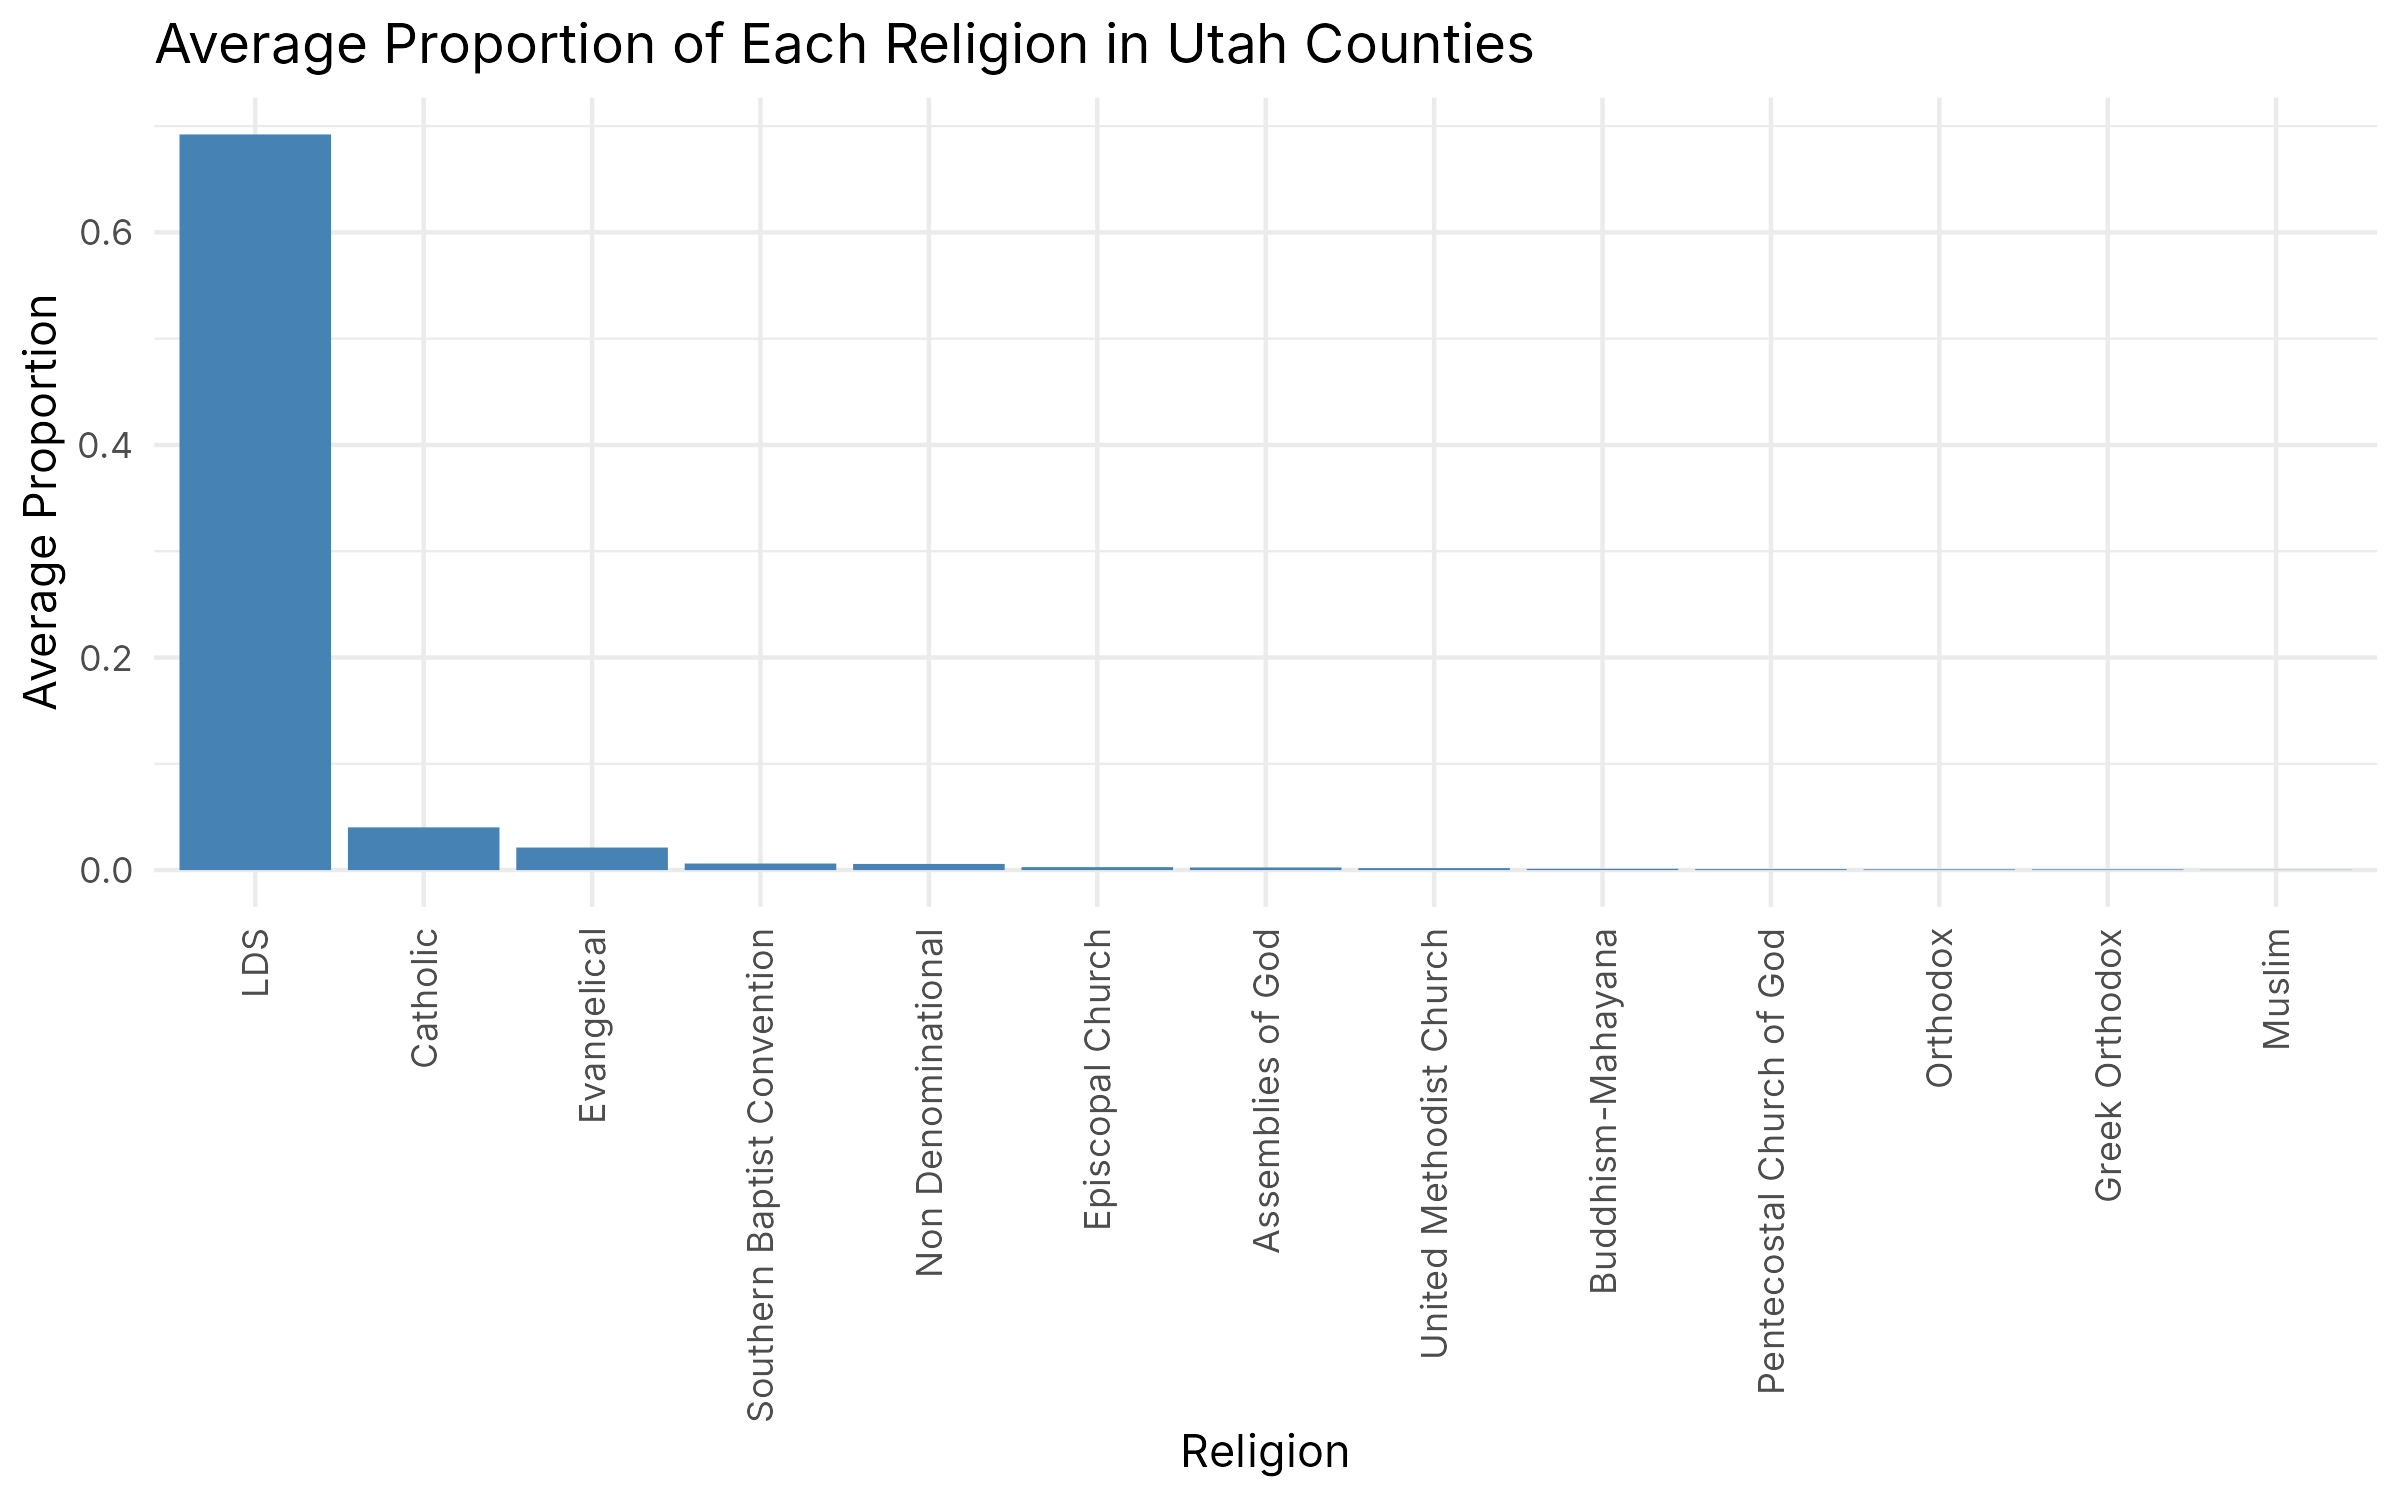 Average Proportion of Each Religion in Utah Counties
Average Proportion
0.6
0.4
0.2
0.0
LDS
Catholic
Evangelical
Southern Baptist Convention
Non Denominational
Episcopal Church
Assemblies of God
United Methodist Church
Buddhism-Mahayana
Pentecostal Church of God
Orthodox
Greek Orthodox
Muslim
Religion